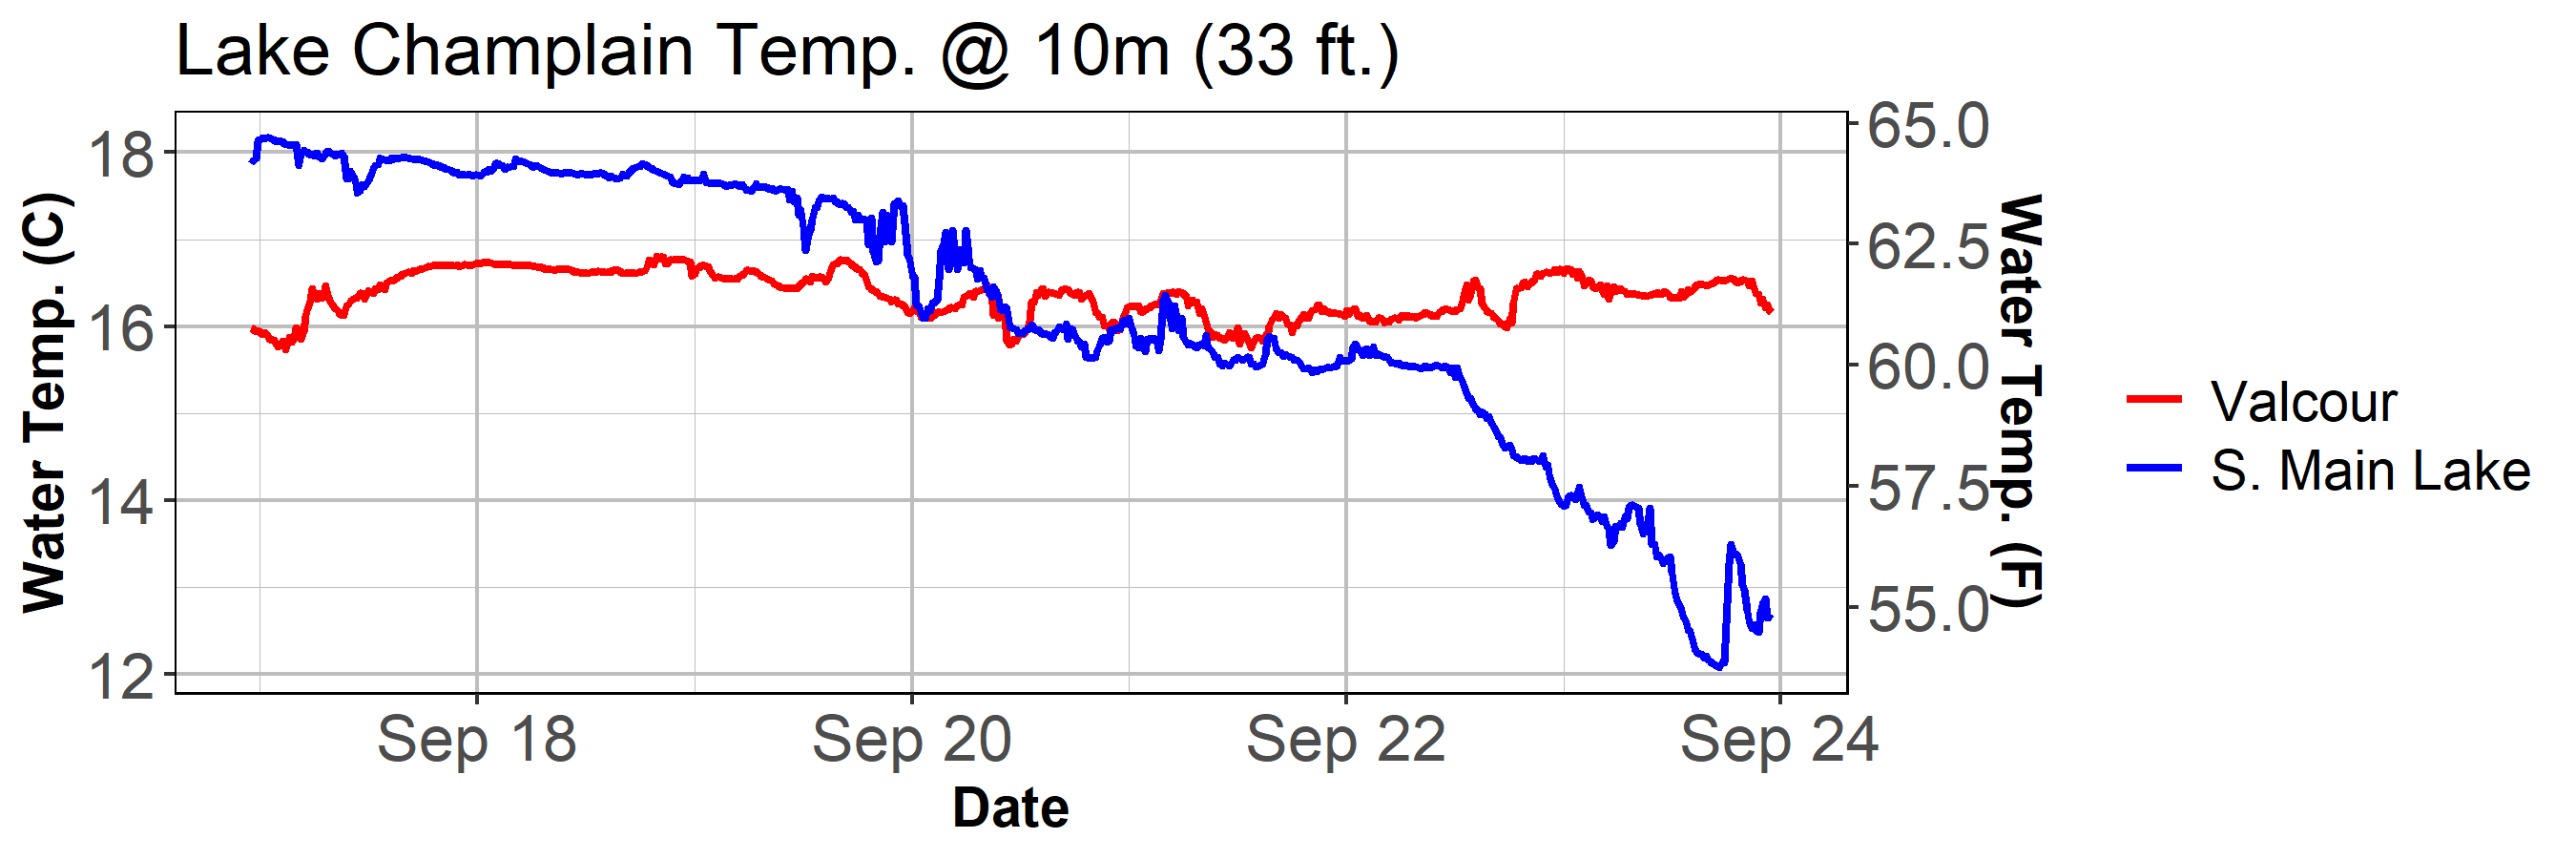 Lake Champlain Temp. @ 10m (33 ft.)
Water Temp. (C)
18
16
14
12
65.0
62.5
60.0
57.5
55.0
Water Temp. (F)
Sep 18
Sep 20
Sep 22
Sep 24
Date
Valcour
S. Main Lake